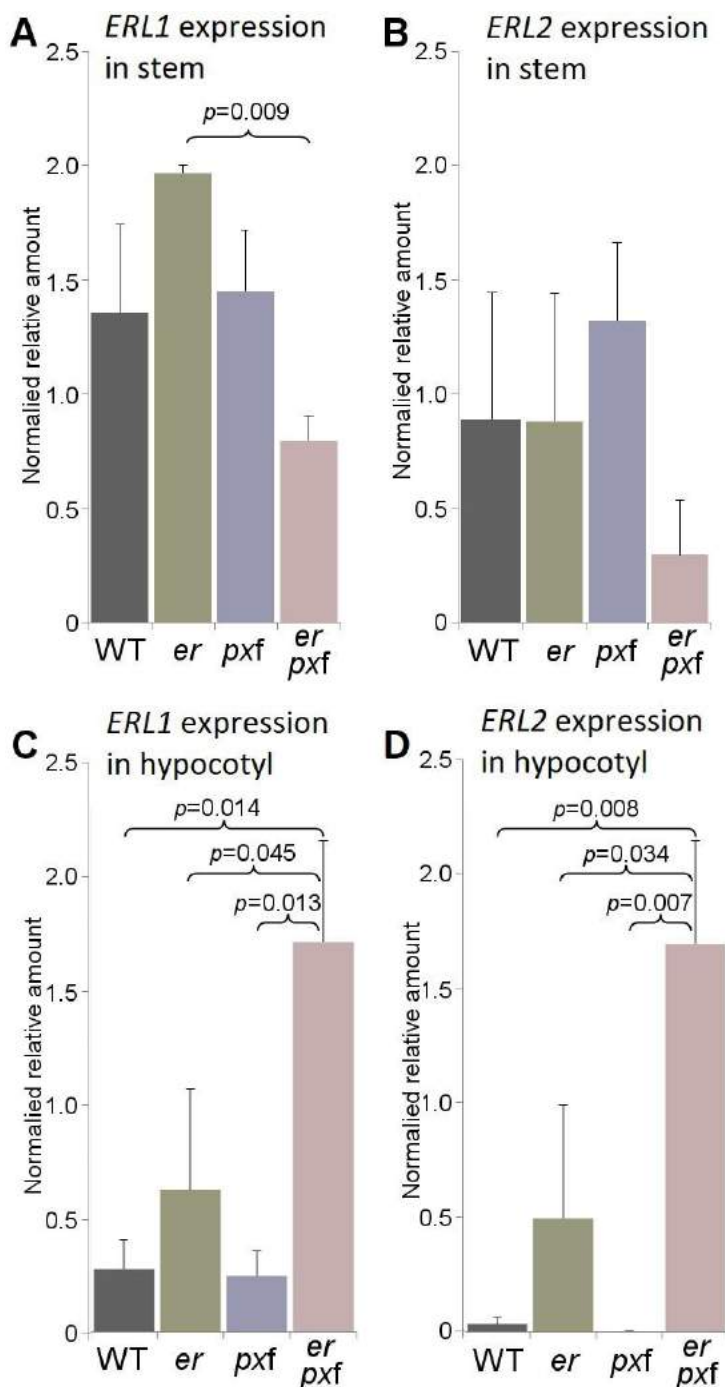 A
ERL1 expression
in stem
2.5
2.0
1.5
1.0
0.5
0
Normalied relative amount
p=0.009
WT er pxf er
pxf
B
ERL2 expression
in stem
2.5
2.0
1.5
1.0
0.5
0
Normalied relative amount
WT er pxf er
pxf
C
ERL1 expression
in hypocotyl
2.5
2.0
1.5
1.0
0.5
0
Normalied relative amount
p=0.014
p=0.045
p=0.013
WT er pxf er
pxf
D
ERL2 expression
in hypocotyl
2.5
2.0
1.5
1.0
0.5
0
Normalied relative amount
p=0.008
p=0.034
p=0.007
WT er pxf er
pxf